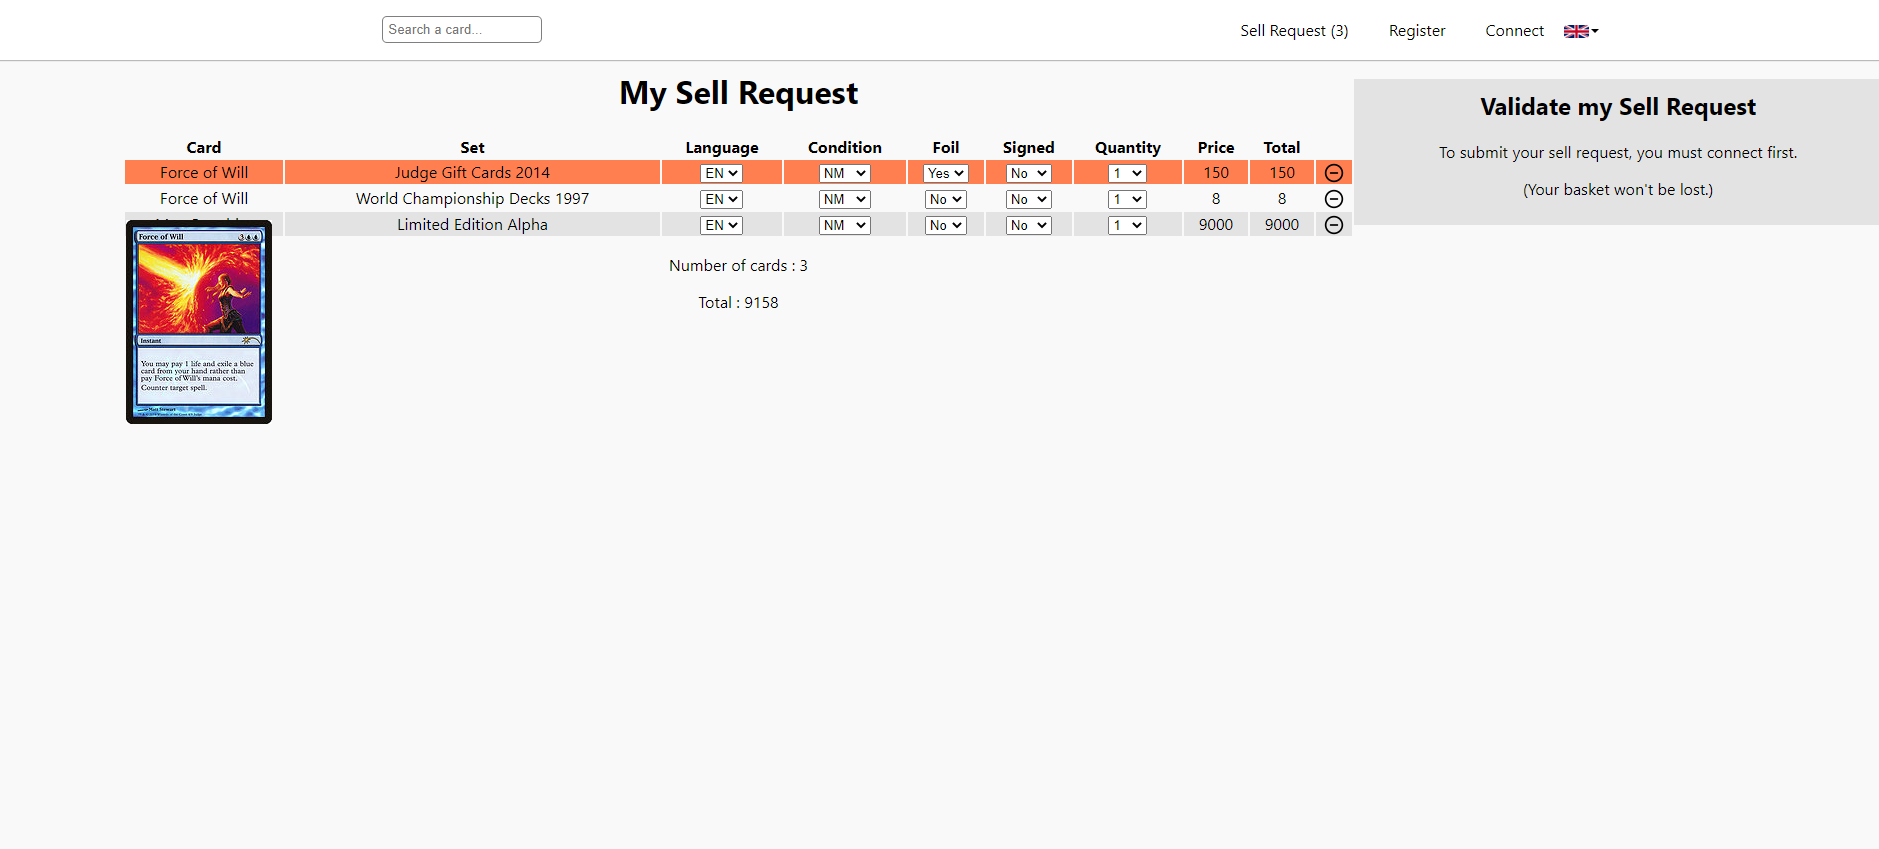 Search a card...
Sell Request (3) Register Connect
My Sell Request
Validate my Sell Request
To submit your sell request, you must connect first.
(Your basket won't be lost.)
Card Set Language Condition Foil Signed Quantity Price Total
Force of Will Judge Gift Cards 2014 EN NM Yes No 1 150 150
Force of Will World Championship Decks 1997 EN NM No No 1 8 8
Limited Edition Alpha EN NM No No 1 9000 9000
Number of cards : 3
Total : 9158
Force of Will 3
Instant
You may pay 1 life and exile a blue
card from your hand rather than
pay Force of Will's mana cost.
Counter target spell.
Matt Stewart